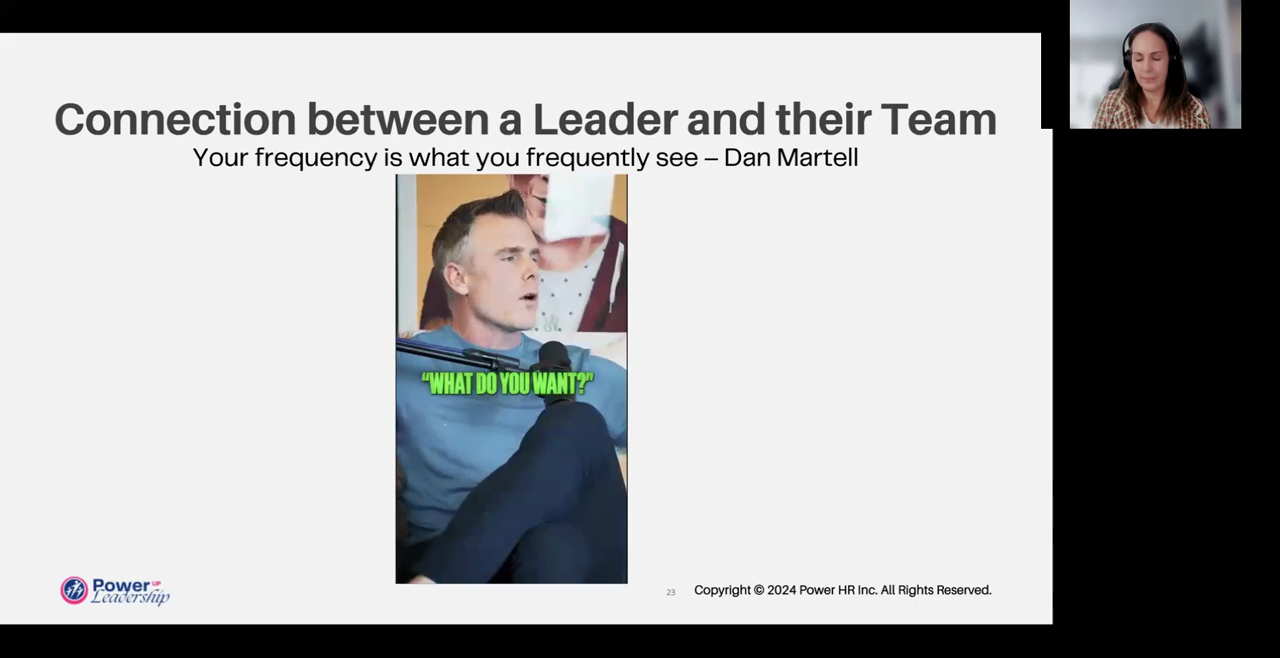 Connection between a Leader and their Team
Your frequency is what you frequently see – Dan Martell
“WHAT DO YOU WANT?”
Power UP
Leadership
23
Copyright © 2024 Power HR Inc. All Rights Reserved.